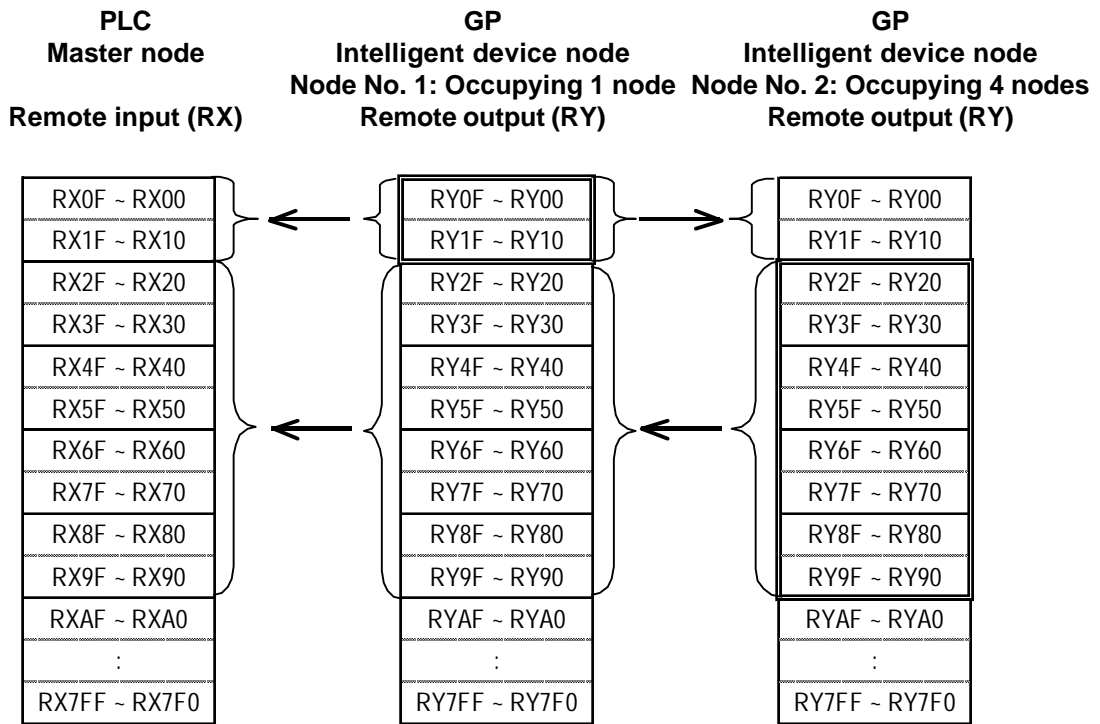 PLC
Master node
Remote input (RX)
GP
Intelligent device node
Node No. 1: Occupying 1 node
Remote output (RY)
GP
Intelligent device node
Node No. 2: Occupying 4 nodes
Remote output (RY)
RX0F ~ RX00
RX1F ~ RX10
RX2F ~ RX20
RX3F ~ RX30
RX4F ~ RX40
RX5F ~ RX50
RX6F ~ RX60
RX7F ~ RX70
RX8F ~ RX80
RX9F ~ RX90
RXAF ~ RXA0
:
RX7FF ~ RX7F0
RY0F ~ RY00
RY1F ~ RY10
RY2F ~ RY20
RY3F ~ RY30
RY4F ~ RY40
RY5F ~ RY50
RY6F ~ RY60
RY7F ~ RY70
RY8F ~ RY80
RY9F ~ RY90
RYAF ~ RYA0
:
RY7FF ~ RY7F0
RY0F ~ RY00
RY1F ~ RY10
RY2F ~ RY20
RY3F ~ RY30
RY4F ~ RY40
RY5F ~ RY50
RY6F ~ RY60
RY7F ~ RY70
RY8F ~ RY80
RY9F ~ RY90
RYAF ~ RYA0
:
RY7FF ~ RY7F0